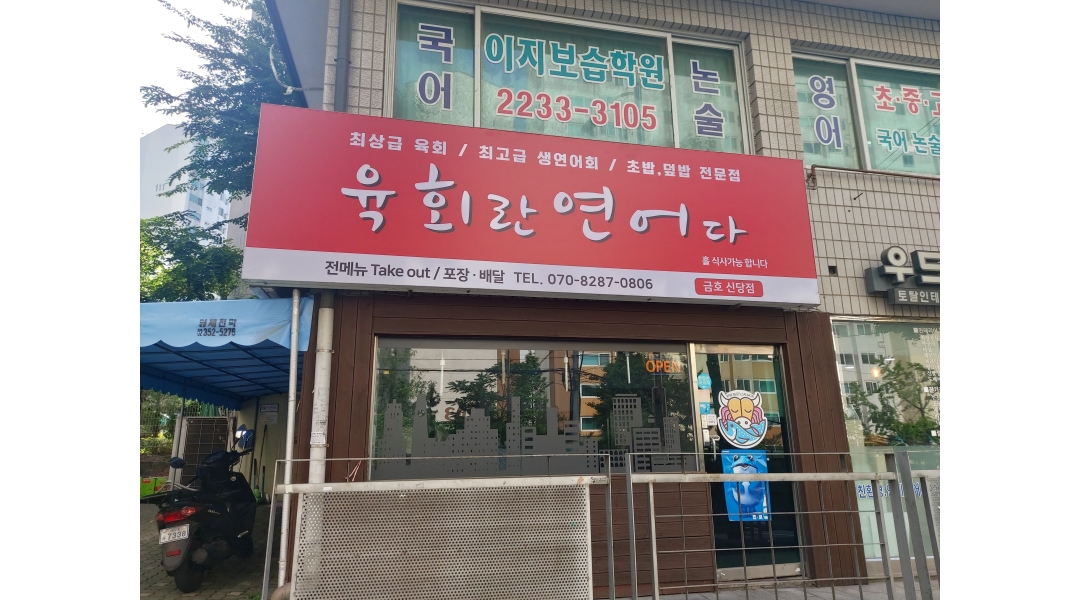 국어
이지보습학원
2233-3105
논술
영어
초·중·고
국어 논술
최상급 육회 / 최고급 생연어회 / 초밥,덮밥 전문점
육회란연어다
홀 식사가능 합니다
전메뉴 Take out / 포장·배달 TEL. 070-8287-0806
금호 신당점
우드
토탈인테
352-5276
OPEN
7338